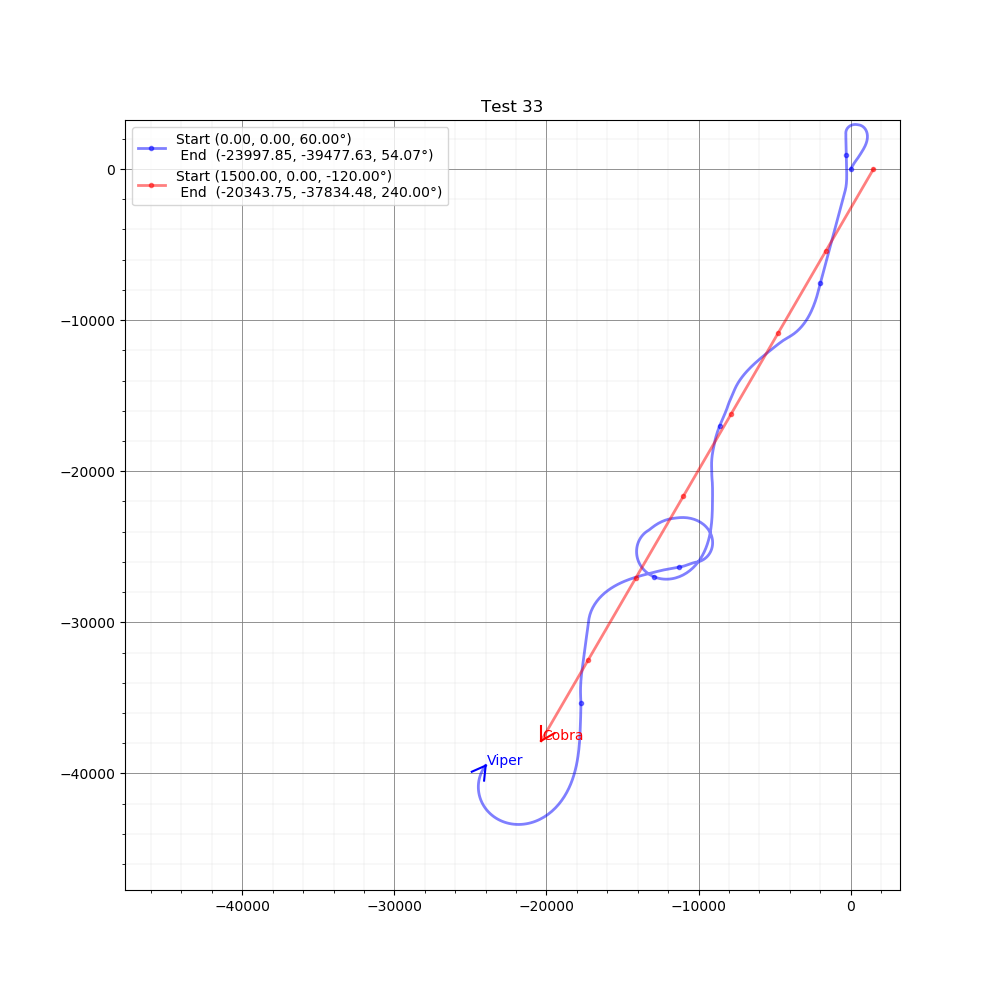 Test 33
Start (0.00, 0.00, 60.00°)
End (-23997.85, -39477.63, 54.07°)
Start (1500.00, 0.00, -120.00°)
End (-20343.75, -37834.48, 240.00°)
0
−10000
−20000
−30000
−40000
Cobra
Viper
−40000
−30000
−20000
−10000
0